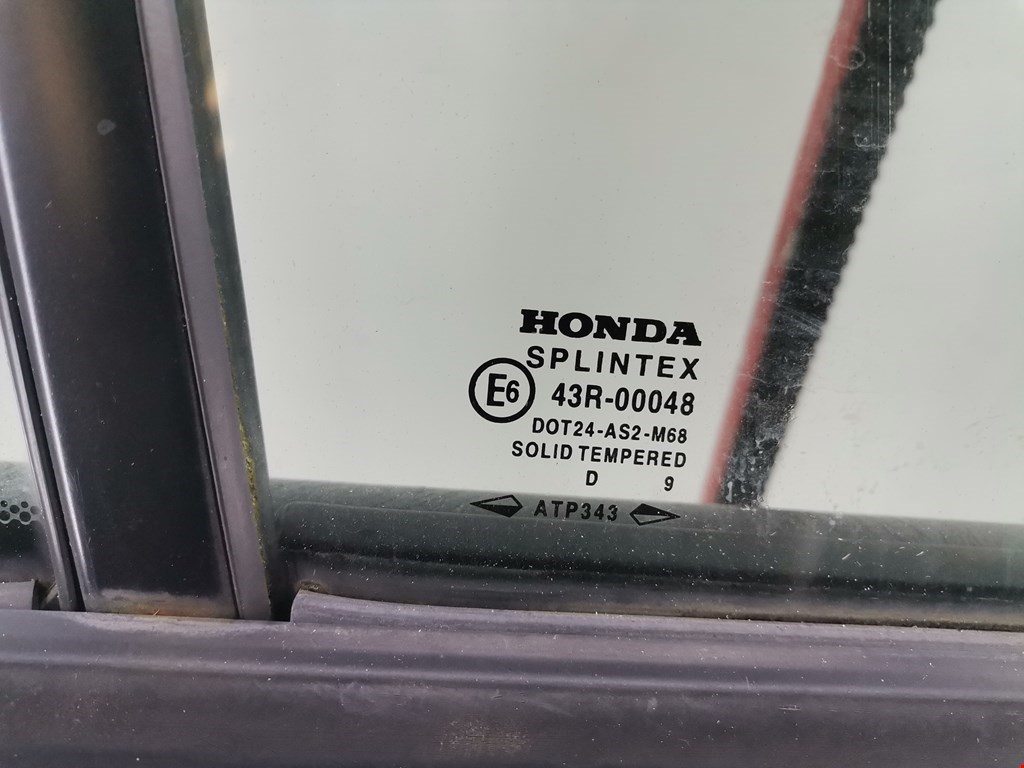 HONDA
SPLINTEX
E6 43R-00048
DOT24-AS2-M68
SOLID TEMPERED
D 9
ATP343